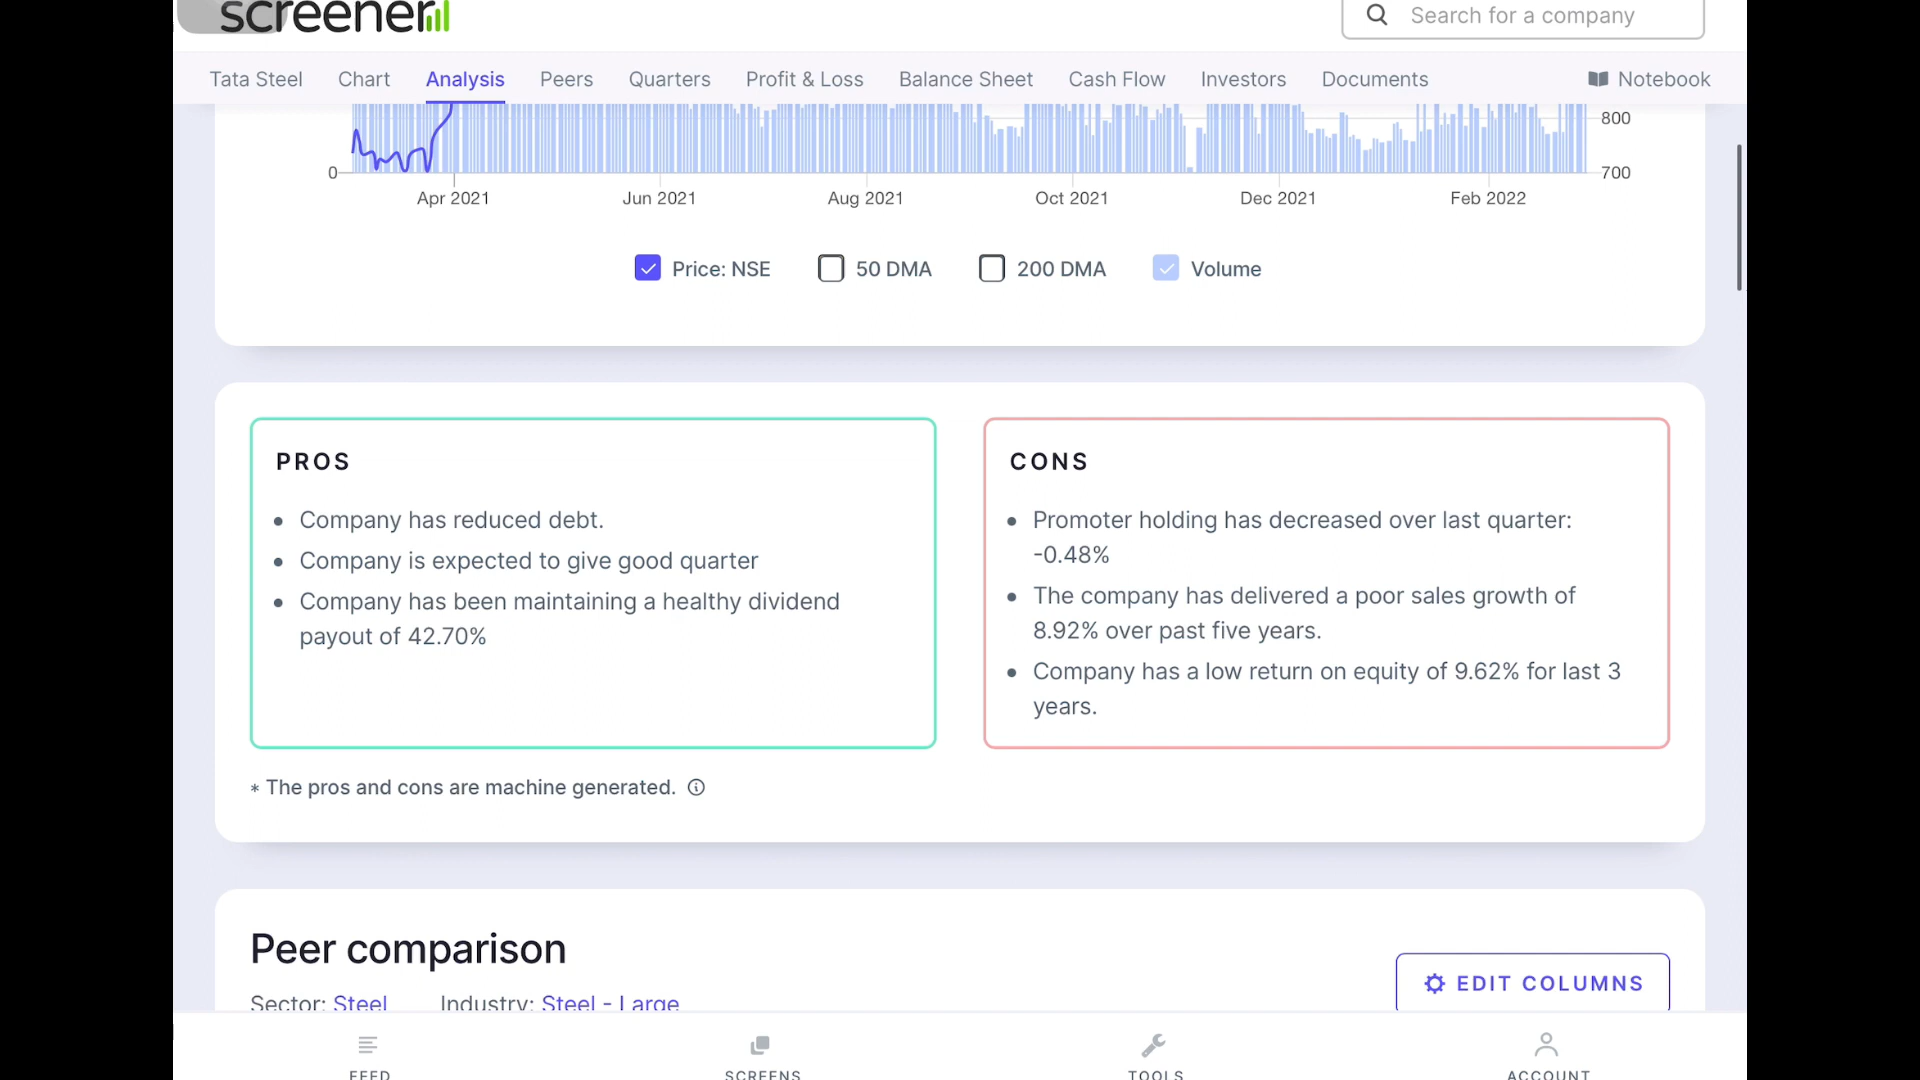 screener
Search for a company
Tata Steel Chart Analysis Peers Quarters Profit & Loss Balance Sheet Cash Flow Investors Documents Notebook
800
0 700
Apr 2021 Jun 2021 Aug 2021 Oct 2021 Dec 2021 Feb 2022
Price: NSE 50 DMA 200 DMA Volume
PROS
• Company has reduced debt.
• Company is expected to give good quarter
• Company has been maintaining a healthy dividend
payout of 42.70%
CONS
• Promoter holding has decreased over last quarter:
-0.48%
• The company has delivered a poor sales growth of
8.92% over past five years.
• Company has a low return on equity of 9.62% for last 3
years.
* The pros and cons are machine generated.
Peer comparison
EDIT COLUMNS
Sector: Steel Industry: Steel - Large
FEED SCREENS TOOLS ACCOUNT